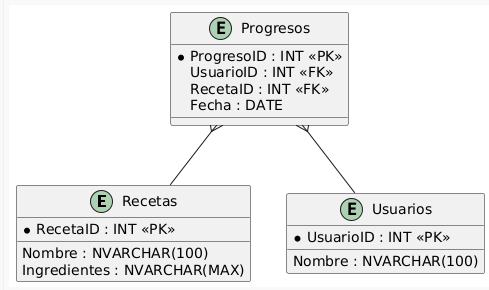 E Progresos
* ProgresoID : INT «PK»
UsuarioID : INT «FK»
RecetaID : INT «FK»
Fecha : DATE
E Recetas
* RecetaID : INT «PK»
Nombre : NVARCHAR(100)
Ingredientes : NVARCHAR(MAX)
E Usuarios
* UsuarioID : INT «PK»
Nombre : NVARCHAR(100)